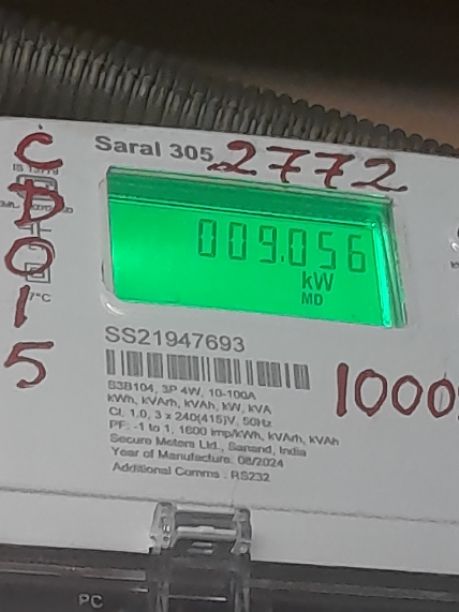 Saral 305 2772
C
D
O
1
5
009.056
kW
MD
7°C
SS21947693
S3B104, 3P 4W, 10-100A
kWh, kVArh, kVAh, kW, kVA
Cl. 1.0, 3 x 240(415)V, 50Hz
PF: -1 to 1, 1600 imp/kWh, kVArh, kVAh
Secure Meters Ltd., Sanand, India
Year of Manufacture: 08/2024
Additional Comms : RS232
1000
PC